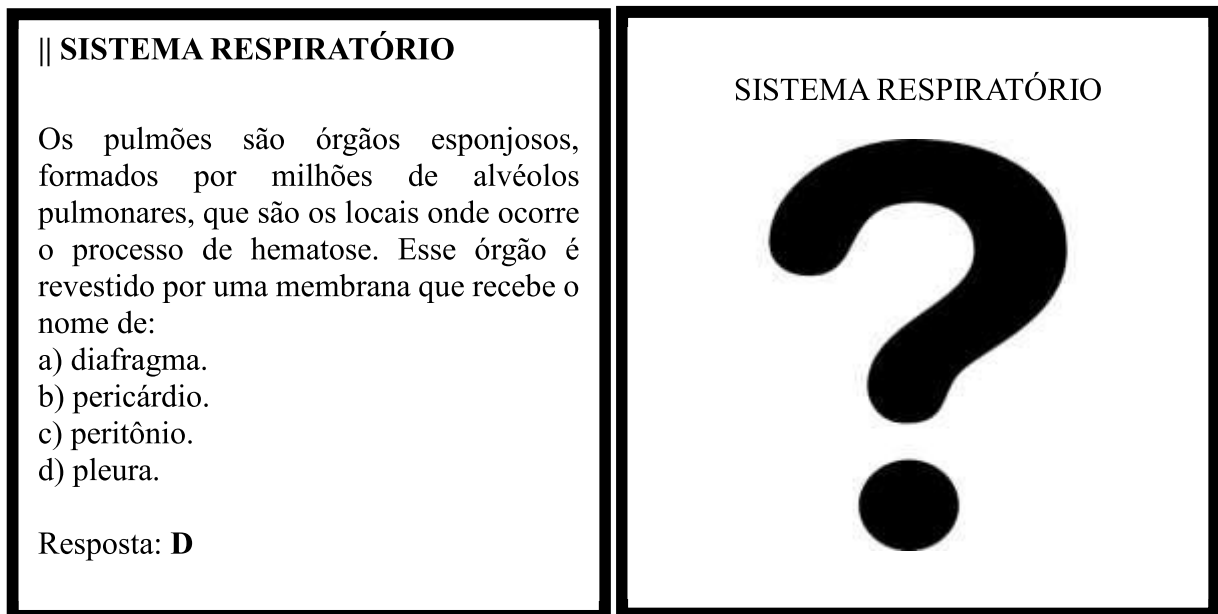 || SISTEMA RESPIRATÓRIO
Os pulmões são órgãos esponjosos,
formados por milhões de alvéolos
pulmonares, que são os locais onde ocorre
o processo de hematose. Esse órgão é
revestido por uma membrana que recebe o
nome de:
a) diafragma.
b) pericárdio.
c) peritônio.
d) pleura.
Resposta: D
SISTEMA RESPIRATÓRIO
?